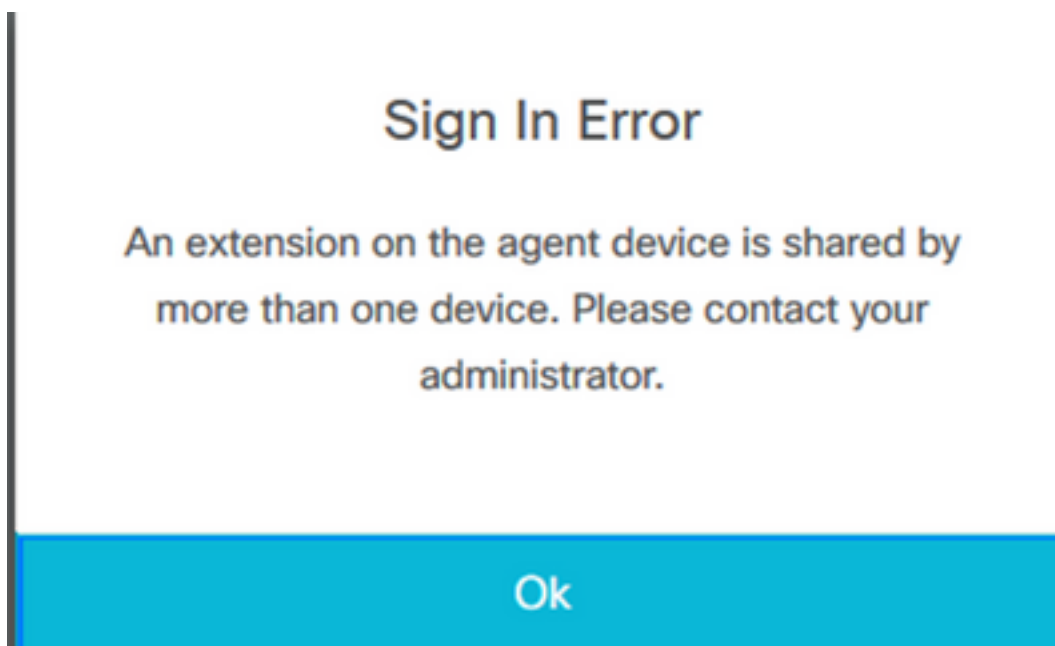 Sign In Error
An extension on the agent device is shared by
more than one device. Please contact your
administrator.
Ok